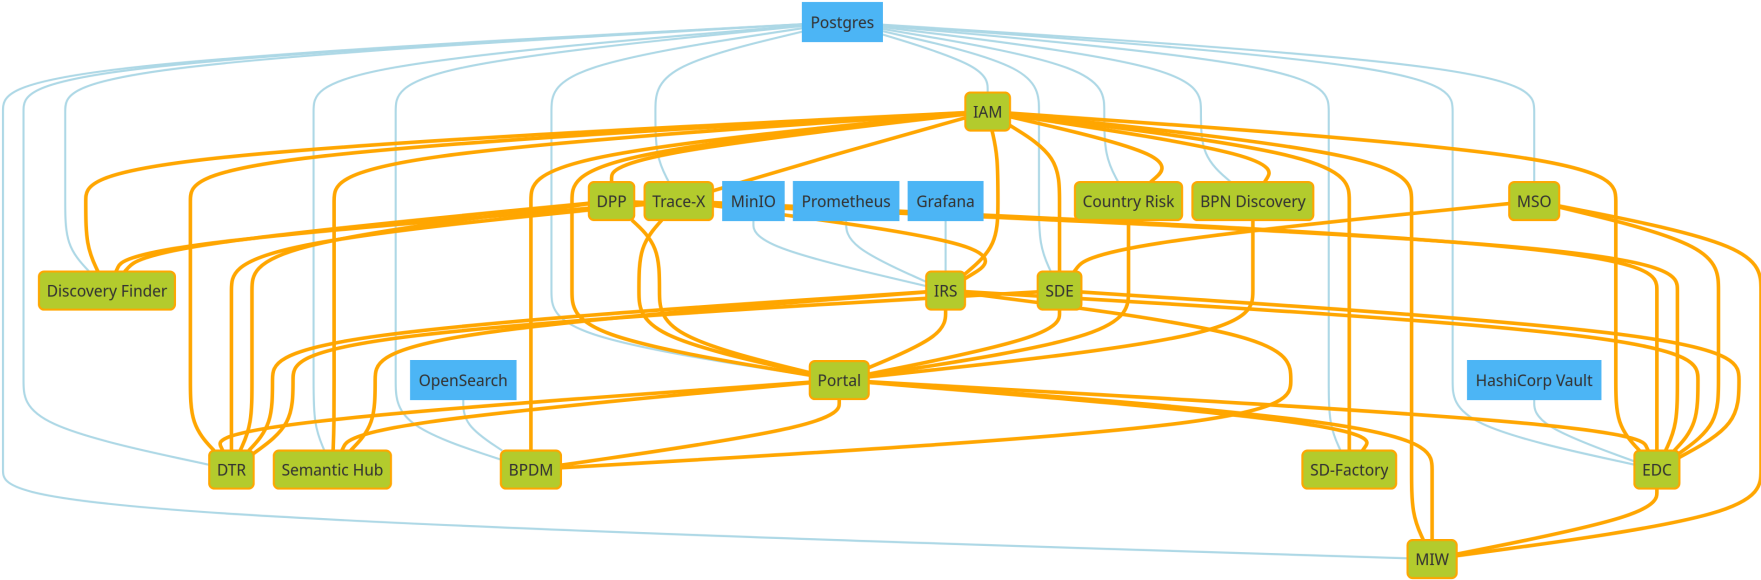 Postgres
IAM
DPP
Trace-X
MinIO
Prometheus
Grafana
Country Risk
BPN Discovery
MSO
Discovery Finder
IRS
SDE
OpenSearch
Portal
HashiCorp Vault
DTR
Semantic Hub
BPDM
SD-Factory
EDC
MIW